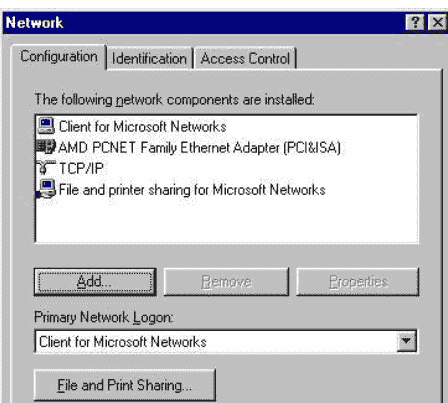 Network
Configuration Identification Access Control
The following network components are installed:
Client for Microsoft Networks
AMD PCNET Family Ethernet Adapter (PCI&ISA)
TCP/IP
File and printer sharing for Microsoft Networks
Add... Remove Properties
Primary Network Logon:
Client for Microsoft Networks
File and Print Sharing...